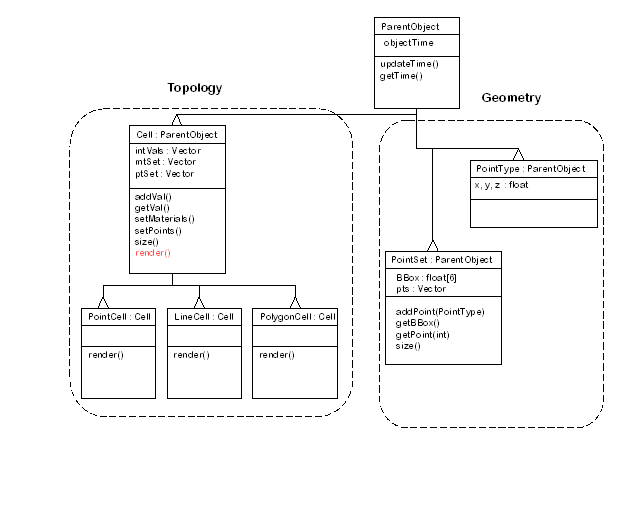 ParentObject
objectTime
updateTime()
getTime()
Topology
Geometry
Cell : ParentObject
intVals : Vector
mtSet : Vector
ptSet : Vector
addVal()
getVal()
setMaterials()
setPoints()
size()
render()
PointType : ParentObject
x, y, z : float
PointSet : ParentObject
BBox : float[6]
pts : Vector
addPoint(PointType)
getBBox()
getPoint(int)
size()
PointCell : Cell
render()
LineCell : Cell
render()
PolygonCell : Cell
render()